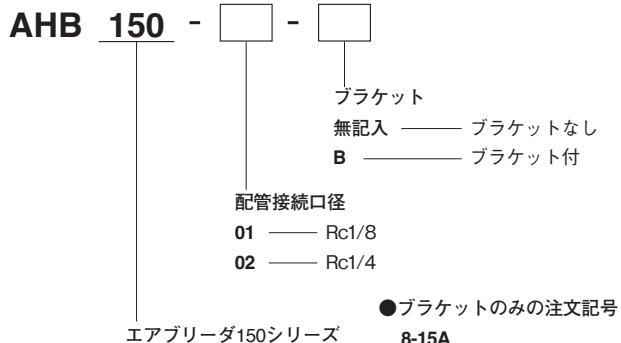 AHB 150 - □ - □
ブラケット
無記入 ブラケットなし
B ブラケット付
配管接続口径
01 Rc1/8
02 Rc1/4
●ブラケットのみの注文記号
エアブリーダ150シリーズ 8-15A